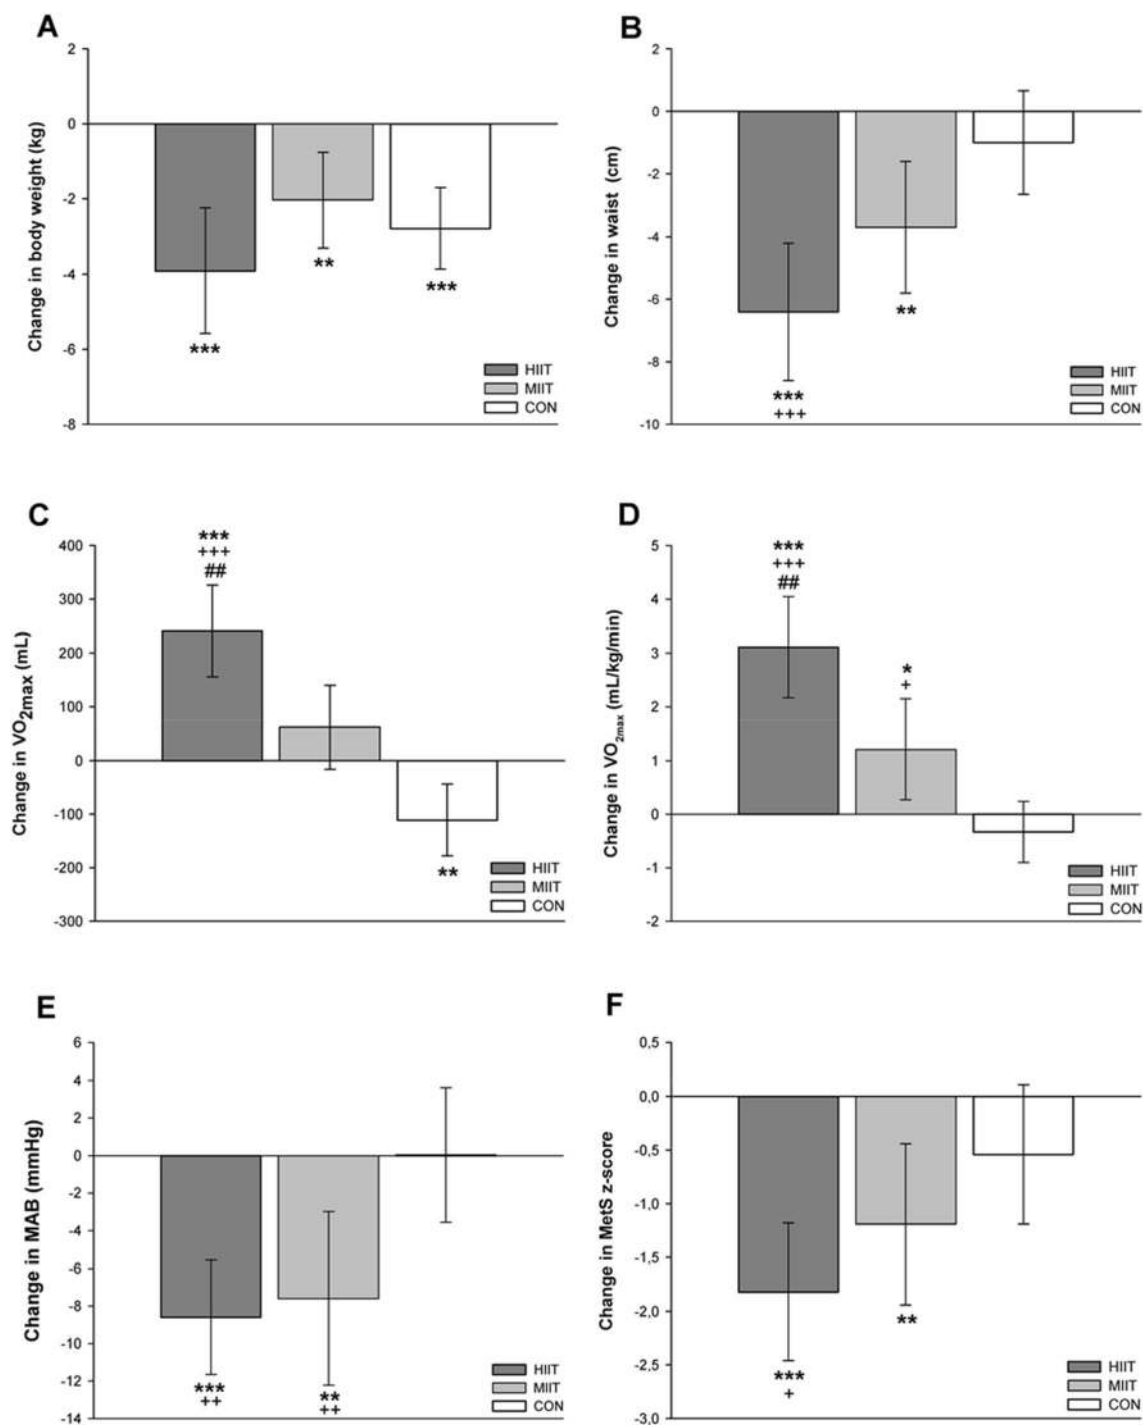 A
2
0
-2
-4
-6
-8
Change in body weight (kg)
***
**
***
HIIT
MIIT
CON
B
2
0
-2
-4
-6
-8
-10
Change in waist (cm)
***
+++
**
HIIT
MIIT
CON
C
400
300
200
100
0
-100
-200
-300
Change in VO2max (mL)
***
+++
##
**
HIIT
MIIT
CON
D
5
4
3
2
1
0
-1
-2
Change in VO2max (mL/kg/min)
***
+++
##
*
+
HIIT
MIIT
CON
E
6
4
2
0
-2
-4
-6
-8
-10
-12
-14
Change in MAB (mmHg)
***
++
**
++
HIIT
MIIT
CON
F
0,5
0,0
-0,5
-1,0
-1,5
-2,0
-2,5
-3,0
Change in MetS z-score
***
+
**
HIIT
MIIT
CON